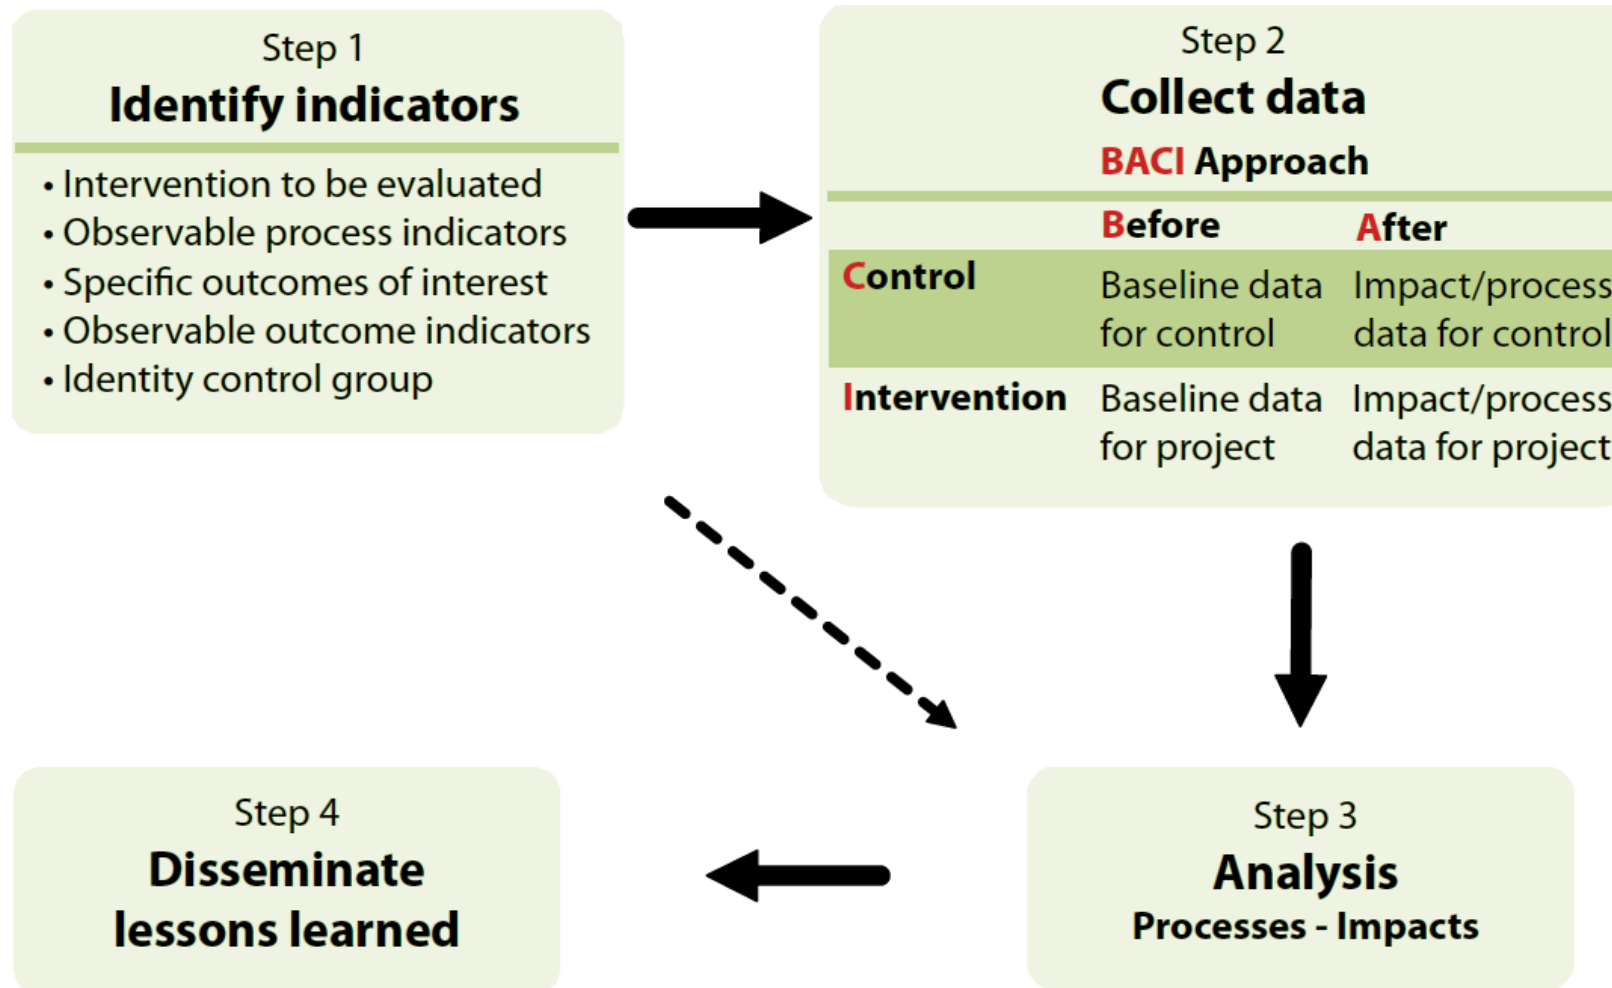 Step 1
Identify indicators
• Intervention to be evaluated
• Observable process indicators
• Specific outcomes of interest
• Observable outcome indicators
• Identity control group
Step 2
Collect data
BACI Approach
Before After
Control Baseline data Impact/process
for control data for control
Intervention Baseline data Impact/process
for project data for project
Step 4
Disseminate
lessons learned
Step 3
Analysis
Processes - Impacts